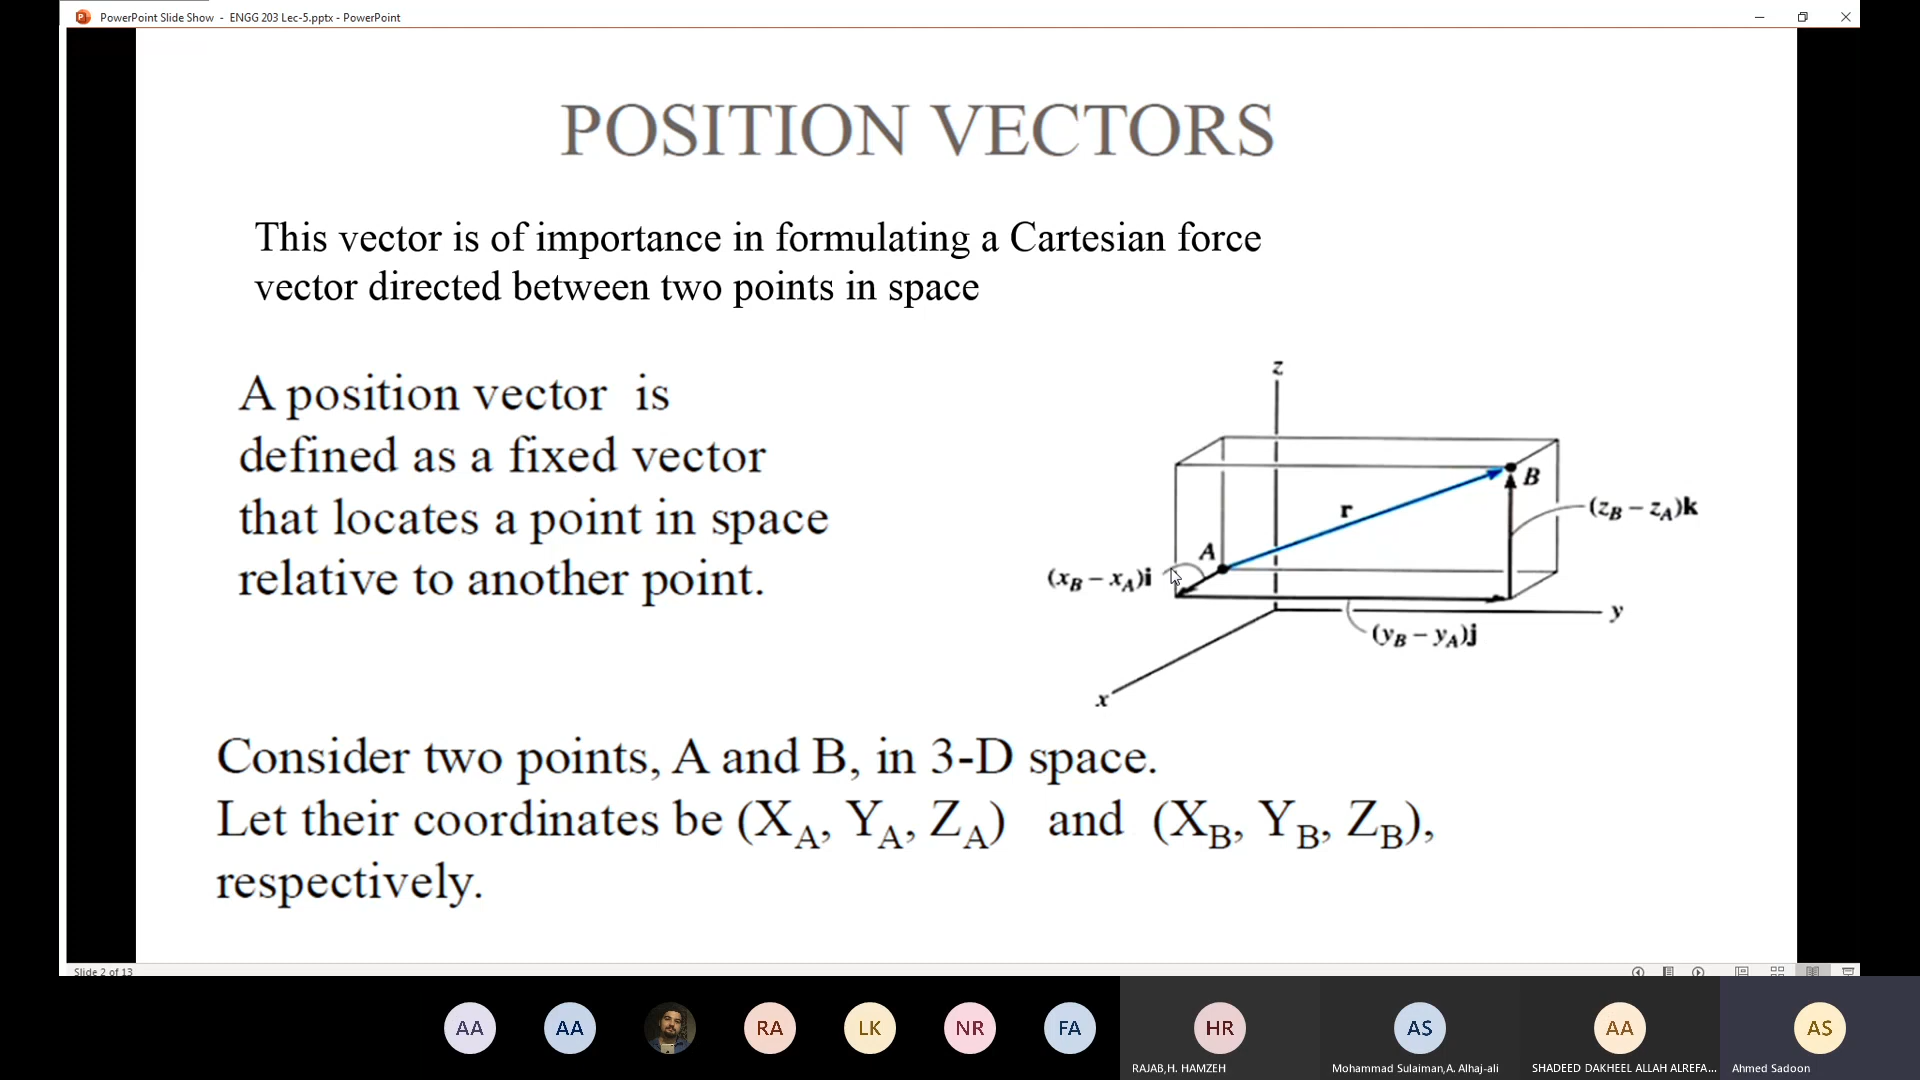 PowerPoint Slide Show - ENGG 203 Lec-5.pptx - PowerPoint
POSITION VECTORS
This vector is of importance in formulating a Cartesian force
vector directed between two points in space
A position vector is
defined as a fixed vector
that locates a point in space
relative to another point.
z
B
(z_B – z_A)k
r
A
(x_B – x_A)i
y
(y_B – y_A)j
x
Consider two points, A and B, in 3-D space.
Let their coordinates be (X_A, Y_A, Z_A) and (X_B, Y_B, Z_B),
respectively.
Slide 2 of 13
AA AA RA LK NR FA HR AS AA AS
RAJAB,H. HAMZEH Mohammad Sulaiman,A. Alhaj-ali SHADEED DAKHEEL ALLAH ALREFA... Ahmed Sadoon